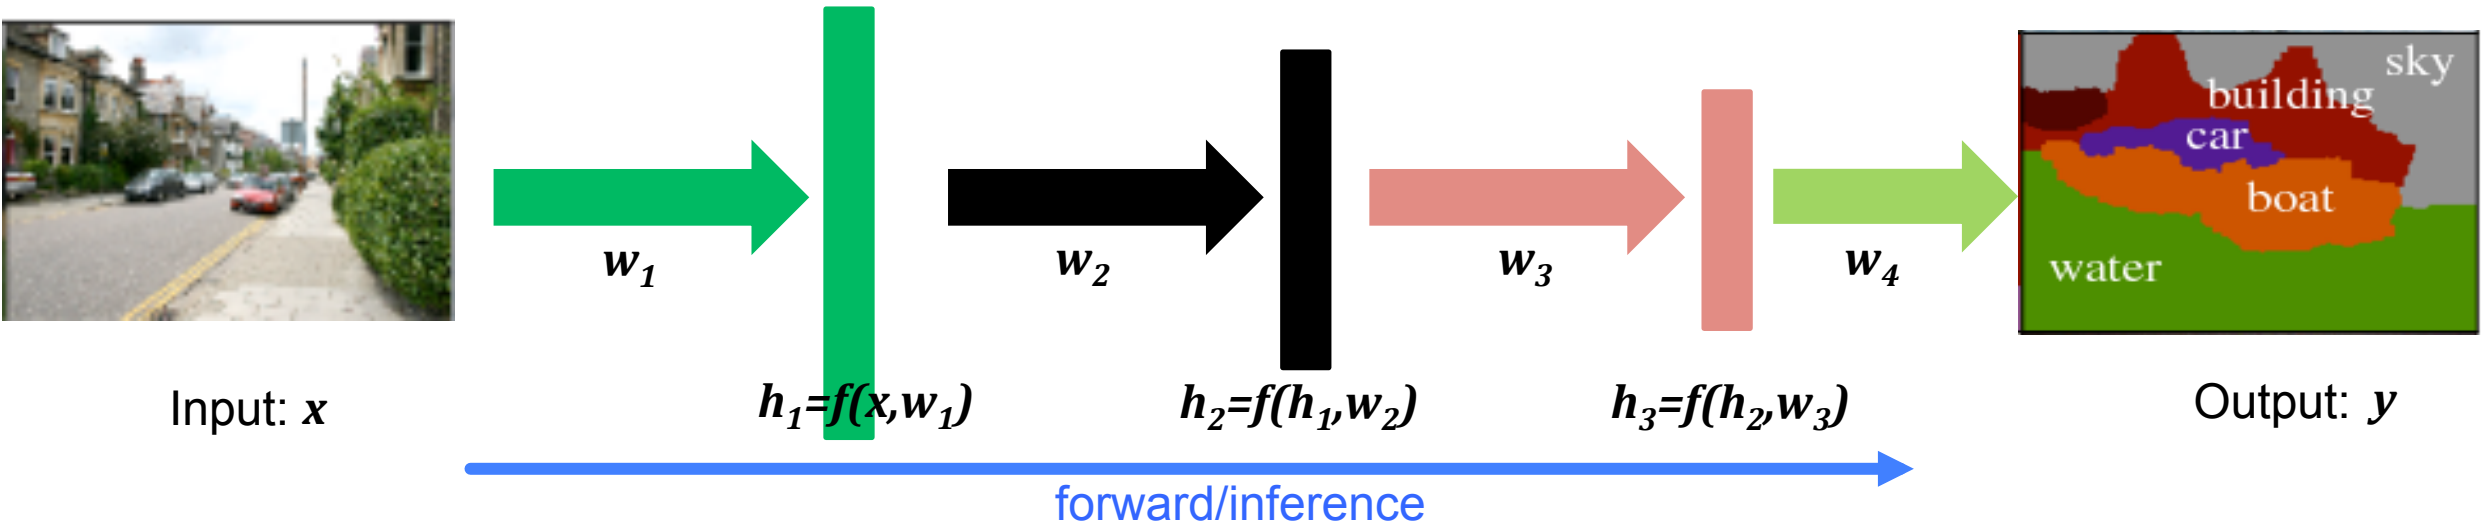 w₁
w₂
w₃
w₄
sky
building
car
boat
water
Input: x
h₁=f(x,w₁)
h₂=f(h₁,w₂)
h₃=f(h₂,w₃)
Output: y
forward/inference